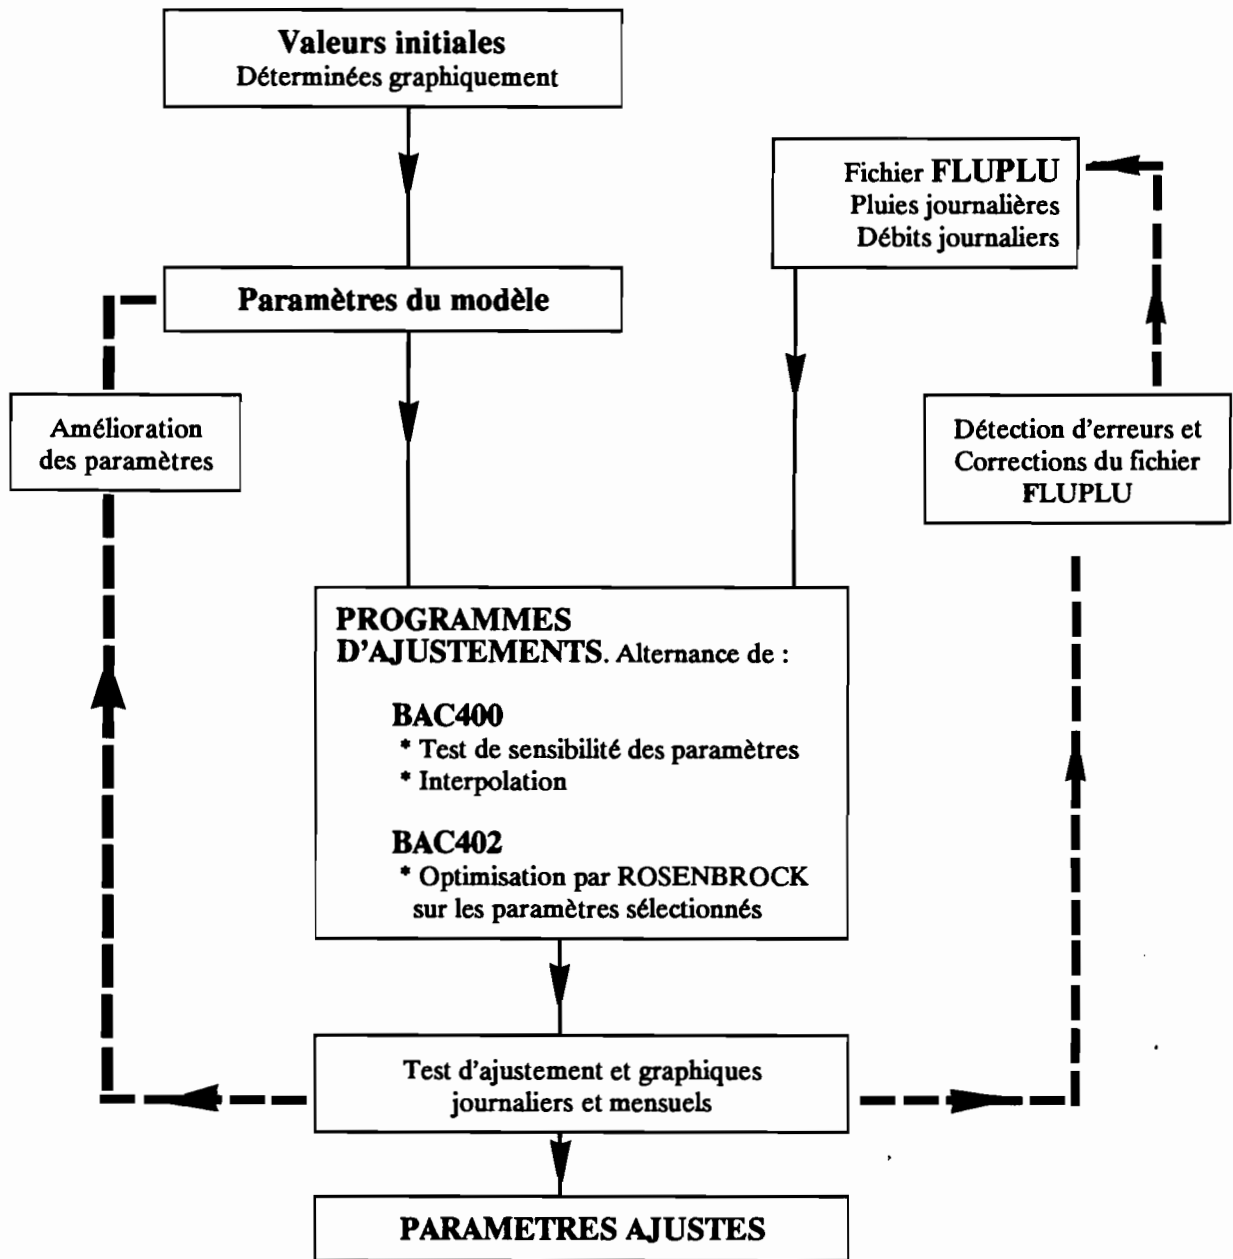 Valeurs initiales
Déterminées graphiquement
Fichier FLUPLU
Pluies journalières
Débits journaliers
Paramètres du modèle
Amélioration
des paramètres
Détection d'erreurs et
Corrections du fichier
FLUPLU
PROGRAMMES
D'AJUSTEMENTS. Alternance de :
BAC400
* Test de sensibilité des paramètres
* Interpolation
BAC402
* Optimisation par ROSENBROCK
sur les paramètres sélectionnés
Test d'ajustement et graphiques
journaliers et mensuels
PARAMETRES AJUSTES